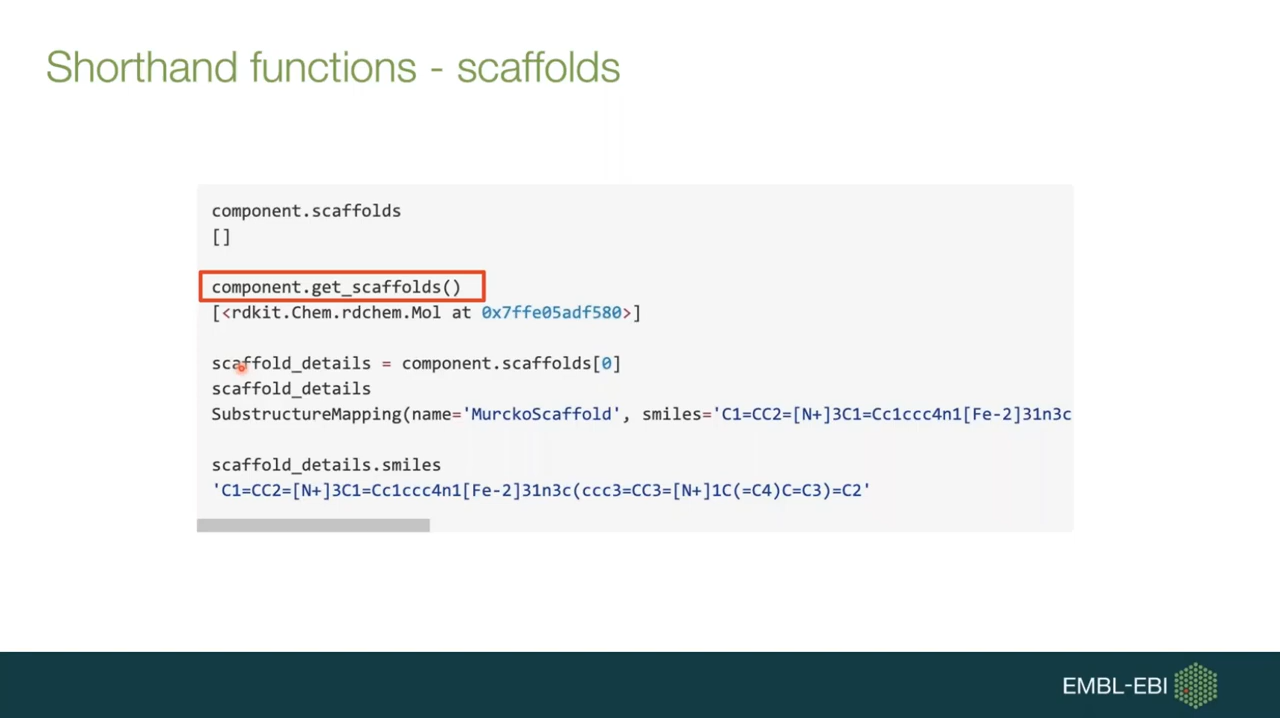 Shorthand functions - scaffolds
component.scaffolds
[]
component.get_scaffolds()
[<rdkit.Chem.rdchem.Mol at 0x7ffe05adf580>]
scaffold_details = component.scaffolds[0]
scaffold_details
SubstructureMapping(name='MurckoScaffold', smiles='C1=CC2=[N+]3C1=Cc1ccc4n1[Fe-2]31n3c
scaffold_details.smiles
'C1=CC2=[N+]3C1=Cc1ccc4n1[Fe-2]31n3c(ccc3=CC3=[N+]1C(=C4)C=C3)=C2'
EMBL-EBI